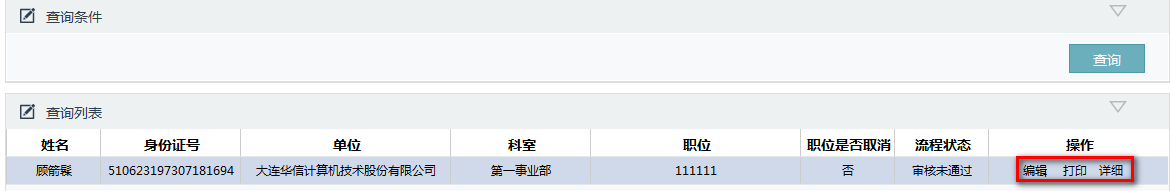 查询条件
查询
查询列表
姓名 身份证号 单位 科室 职位 职位是否取消 流程状态 操作
顾箭髹 510623197307181694 大连华信计算机技术股份有限公司 第一事业部 111111 否 审核未通过 编辑 打印 详细